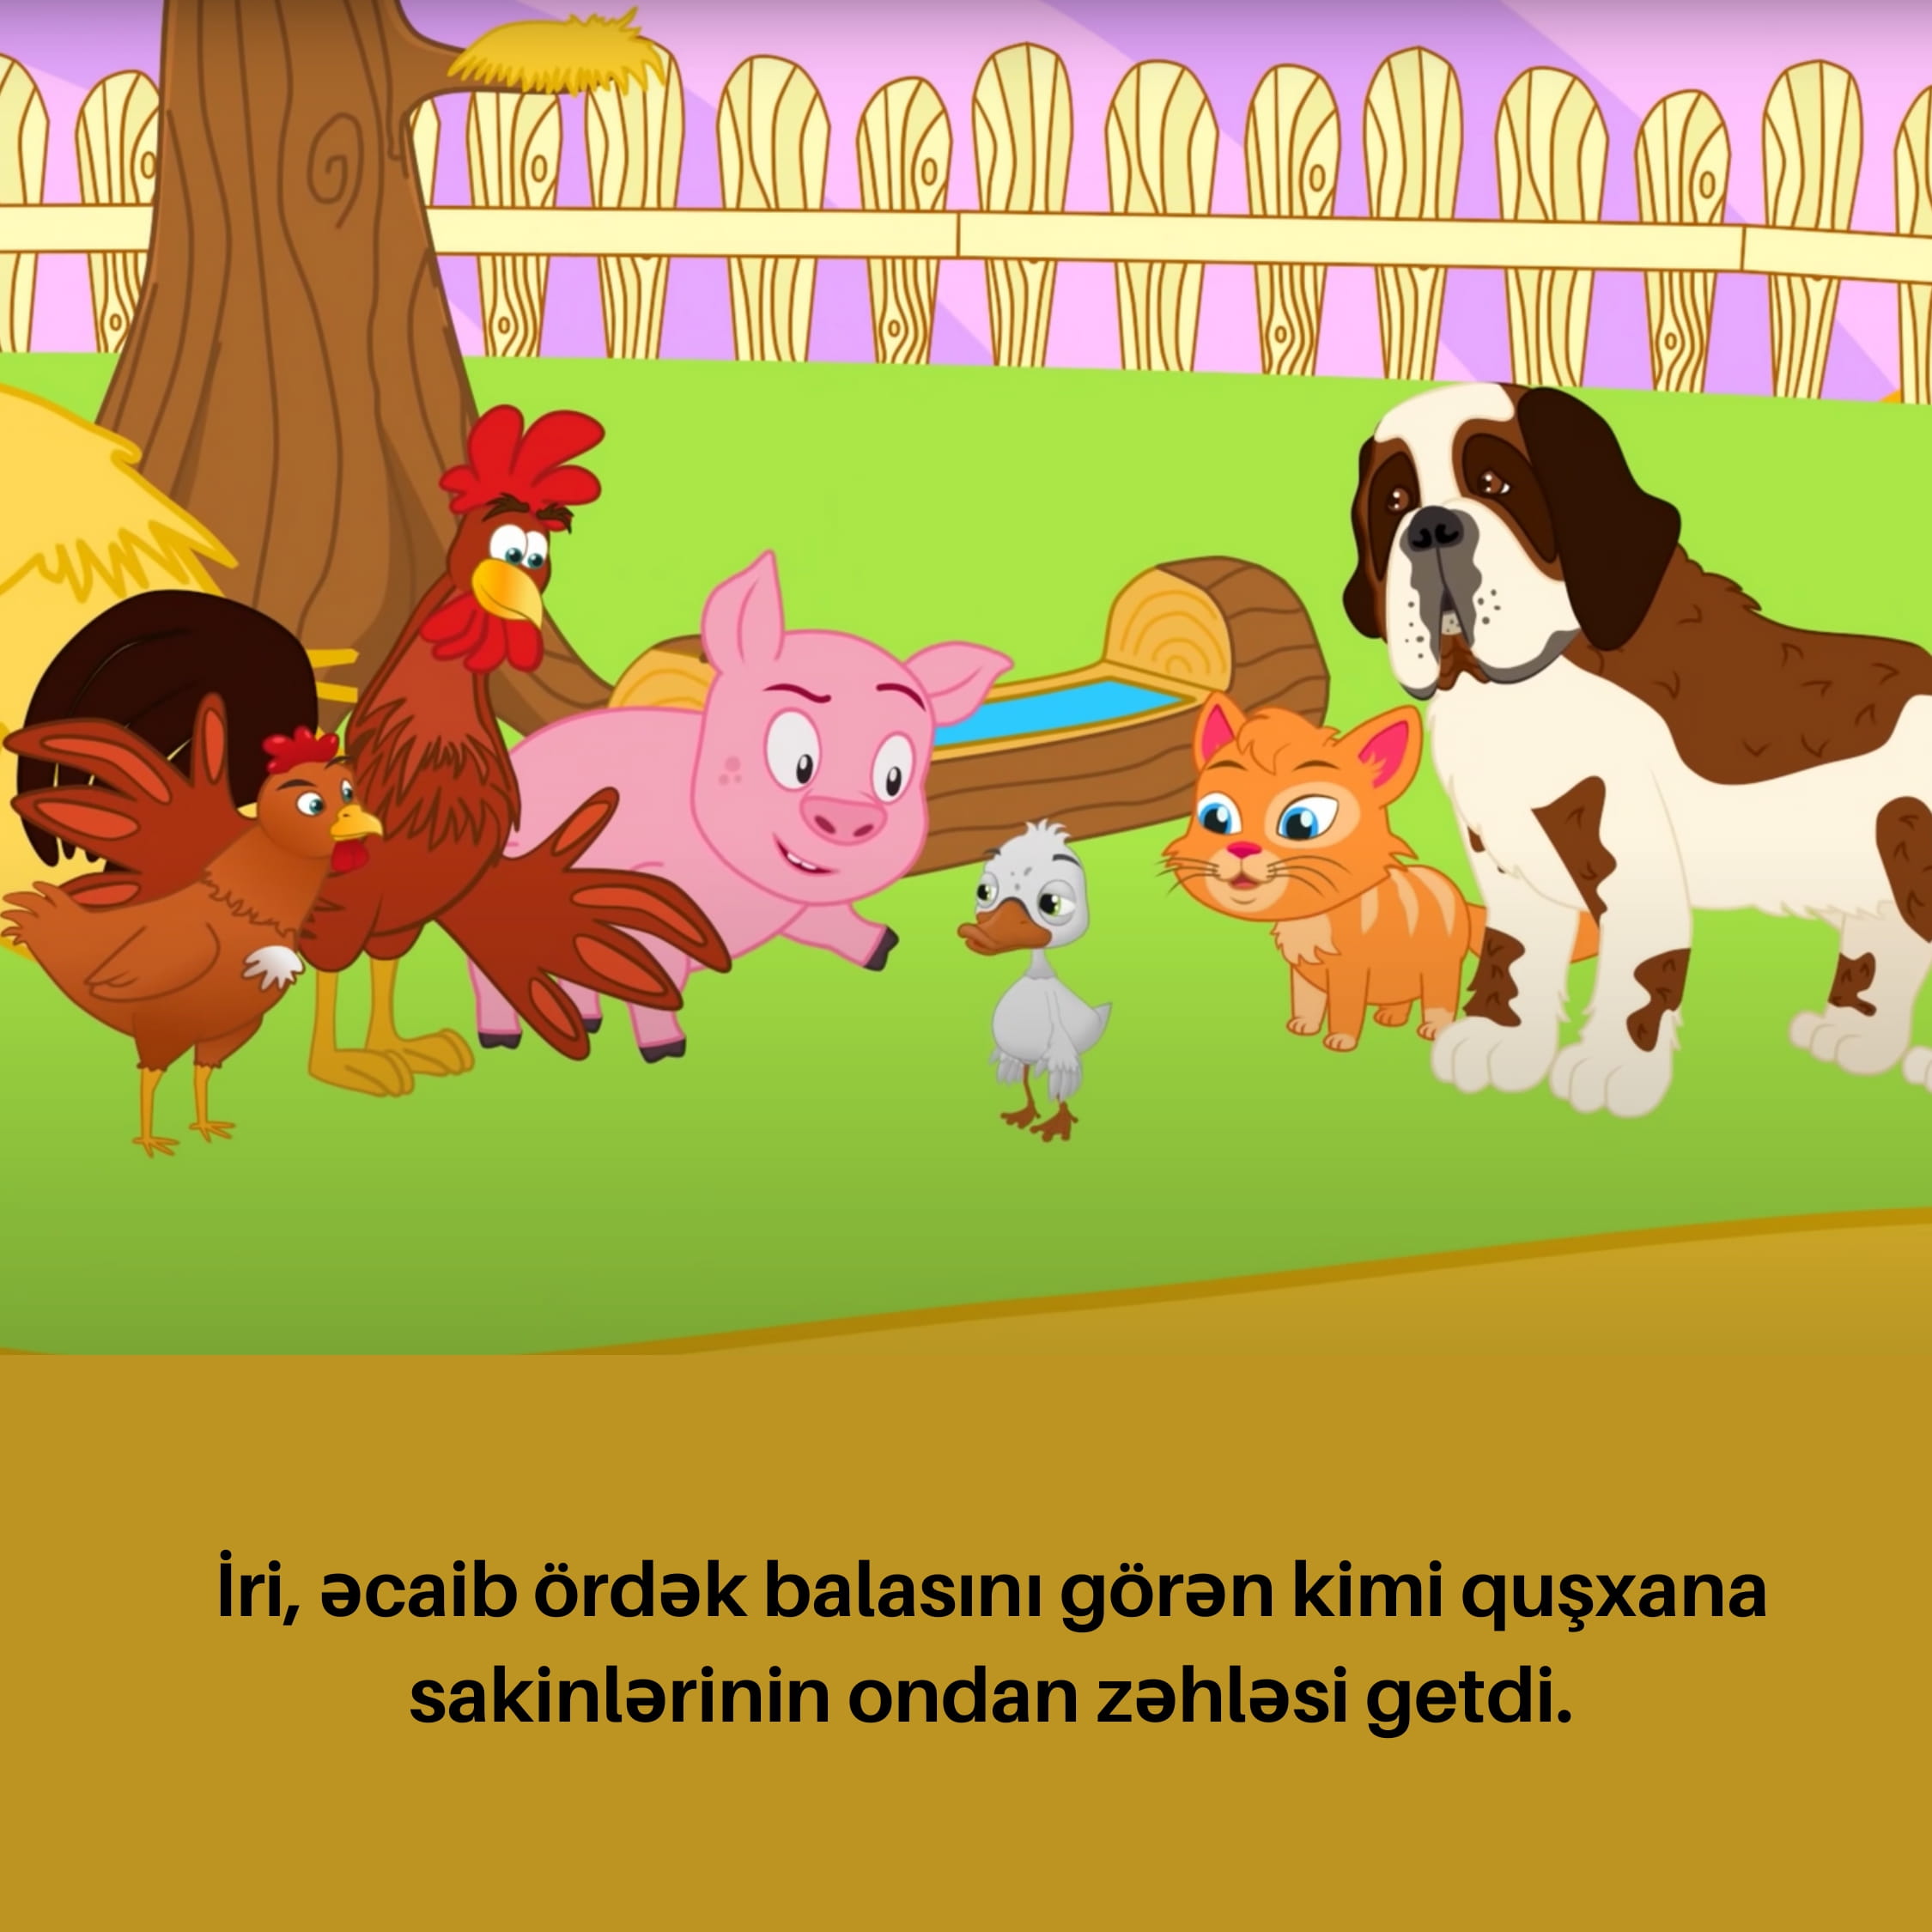 İri, əcaib ördək balasını görən kimi quşxana
sakinlərinin ondan zəhləsi getdi.